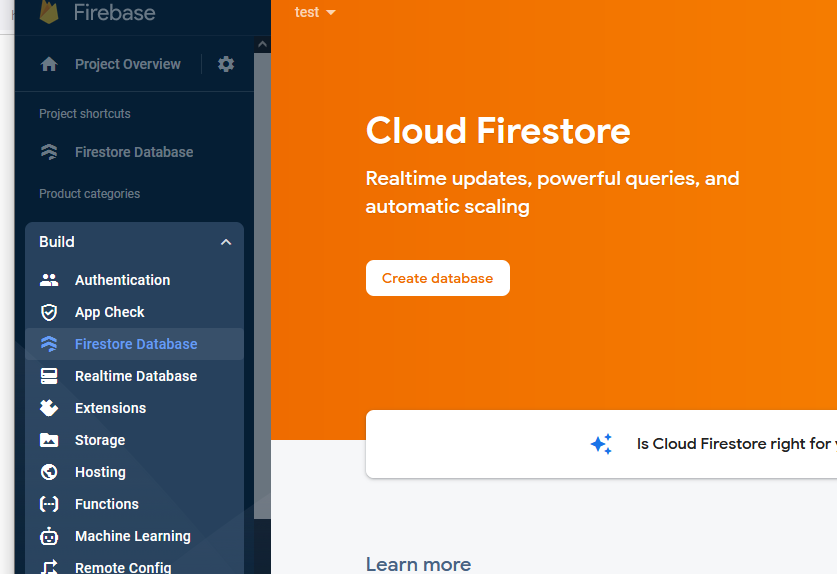 Firebase
test
Project Overview
Project shortcuts
Firestore Database
Product categories
Build
Authentication
App Check
Firestore Database
Realtime Database
Extensions
Storage
Hosting
Functions
Machine Learning
Remote Config
Cloud Firestore
Realtime updates, powerful queries, and
automatic scaling
Create database
Is Cloud Firestore right for
Learn more